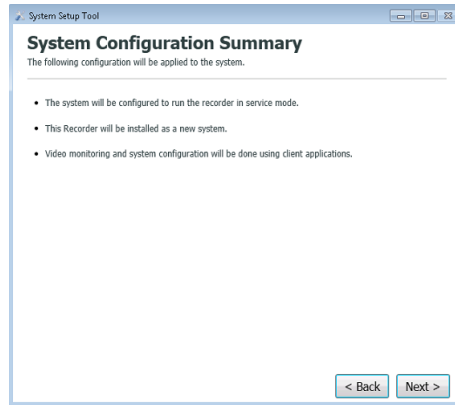 System Setup Tool
System Configuration Summary
The following configuration will be applied to the system.
• The system will be configured to run the recorder in service mode.
• This Recorder will be installed as a new system.
• Video monitoring and system configuration will be done using client applications.
< Back Next >